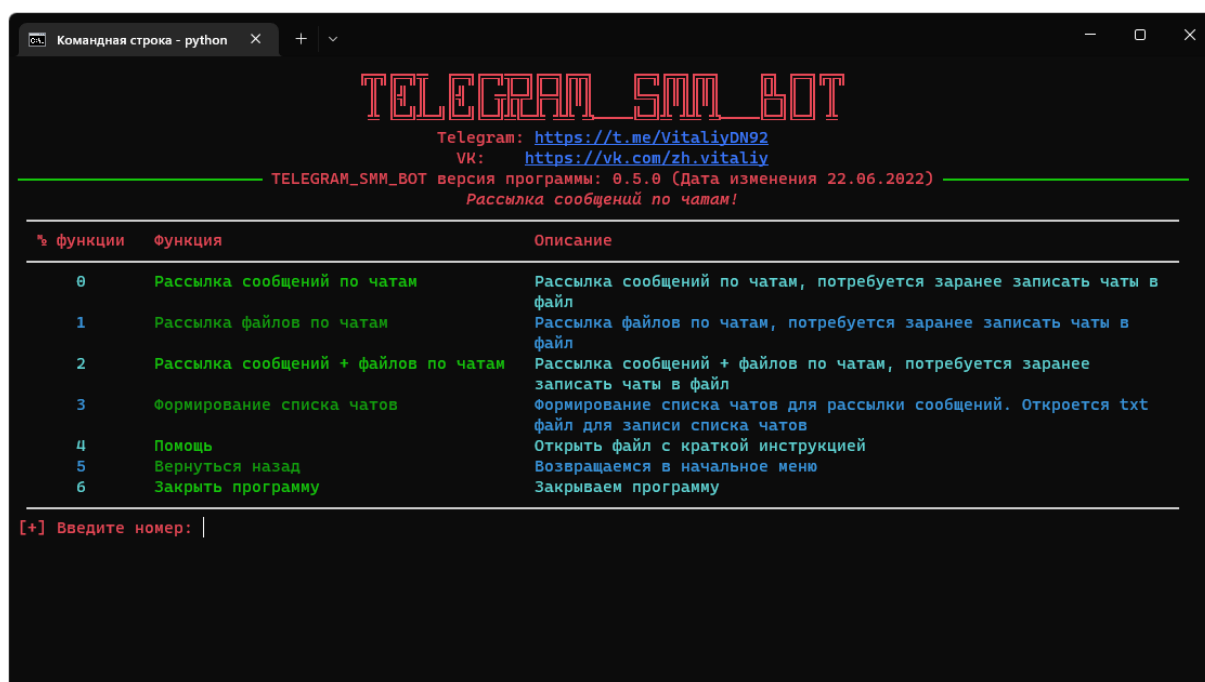 Командная строка - python
TELEGRAM_SMM_BOT
Telegram: https://t.me/VitaliyDN92
VK: https://vk.com/zh.vitaliy
TELEGRAM_SMM_BOT версия программы: 0.5.0 (Дата изменения 22.06.2022)
Рассылка сообщений по чатам!
№ функции Функция Описание
0 Рассылка сообщений по чатам Рассылка сообщений по чатам, потребуется заранее записать чаты в
файл
1 Рассылка файлов по чатам Рассылка файлов по чатам, потребуется заранее записать чаты в
файл
2 Рассылка сообщений + файлов по чатам Рассылка сообщений + файлов по чатам, потребуется заранее
записать чаты в файл
3 Формирование списка чатов Формирование списка чатов для рассылки сообщений. Откроется txt
файл для записи списка чатов
4 Помощь Открыть файл с краткой инструкцией
5 Вернуться назад Возвращаемся в начальное меню
6 Закрыть программу Закрываем программу
[+] Введите номер: